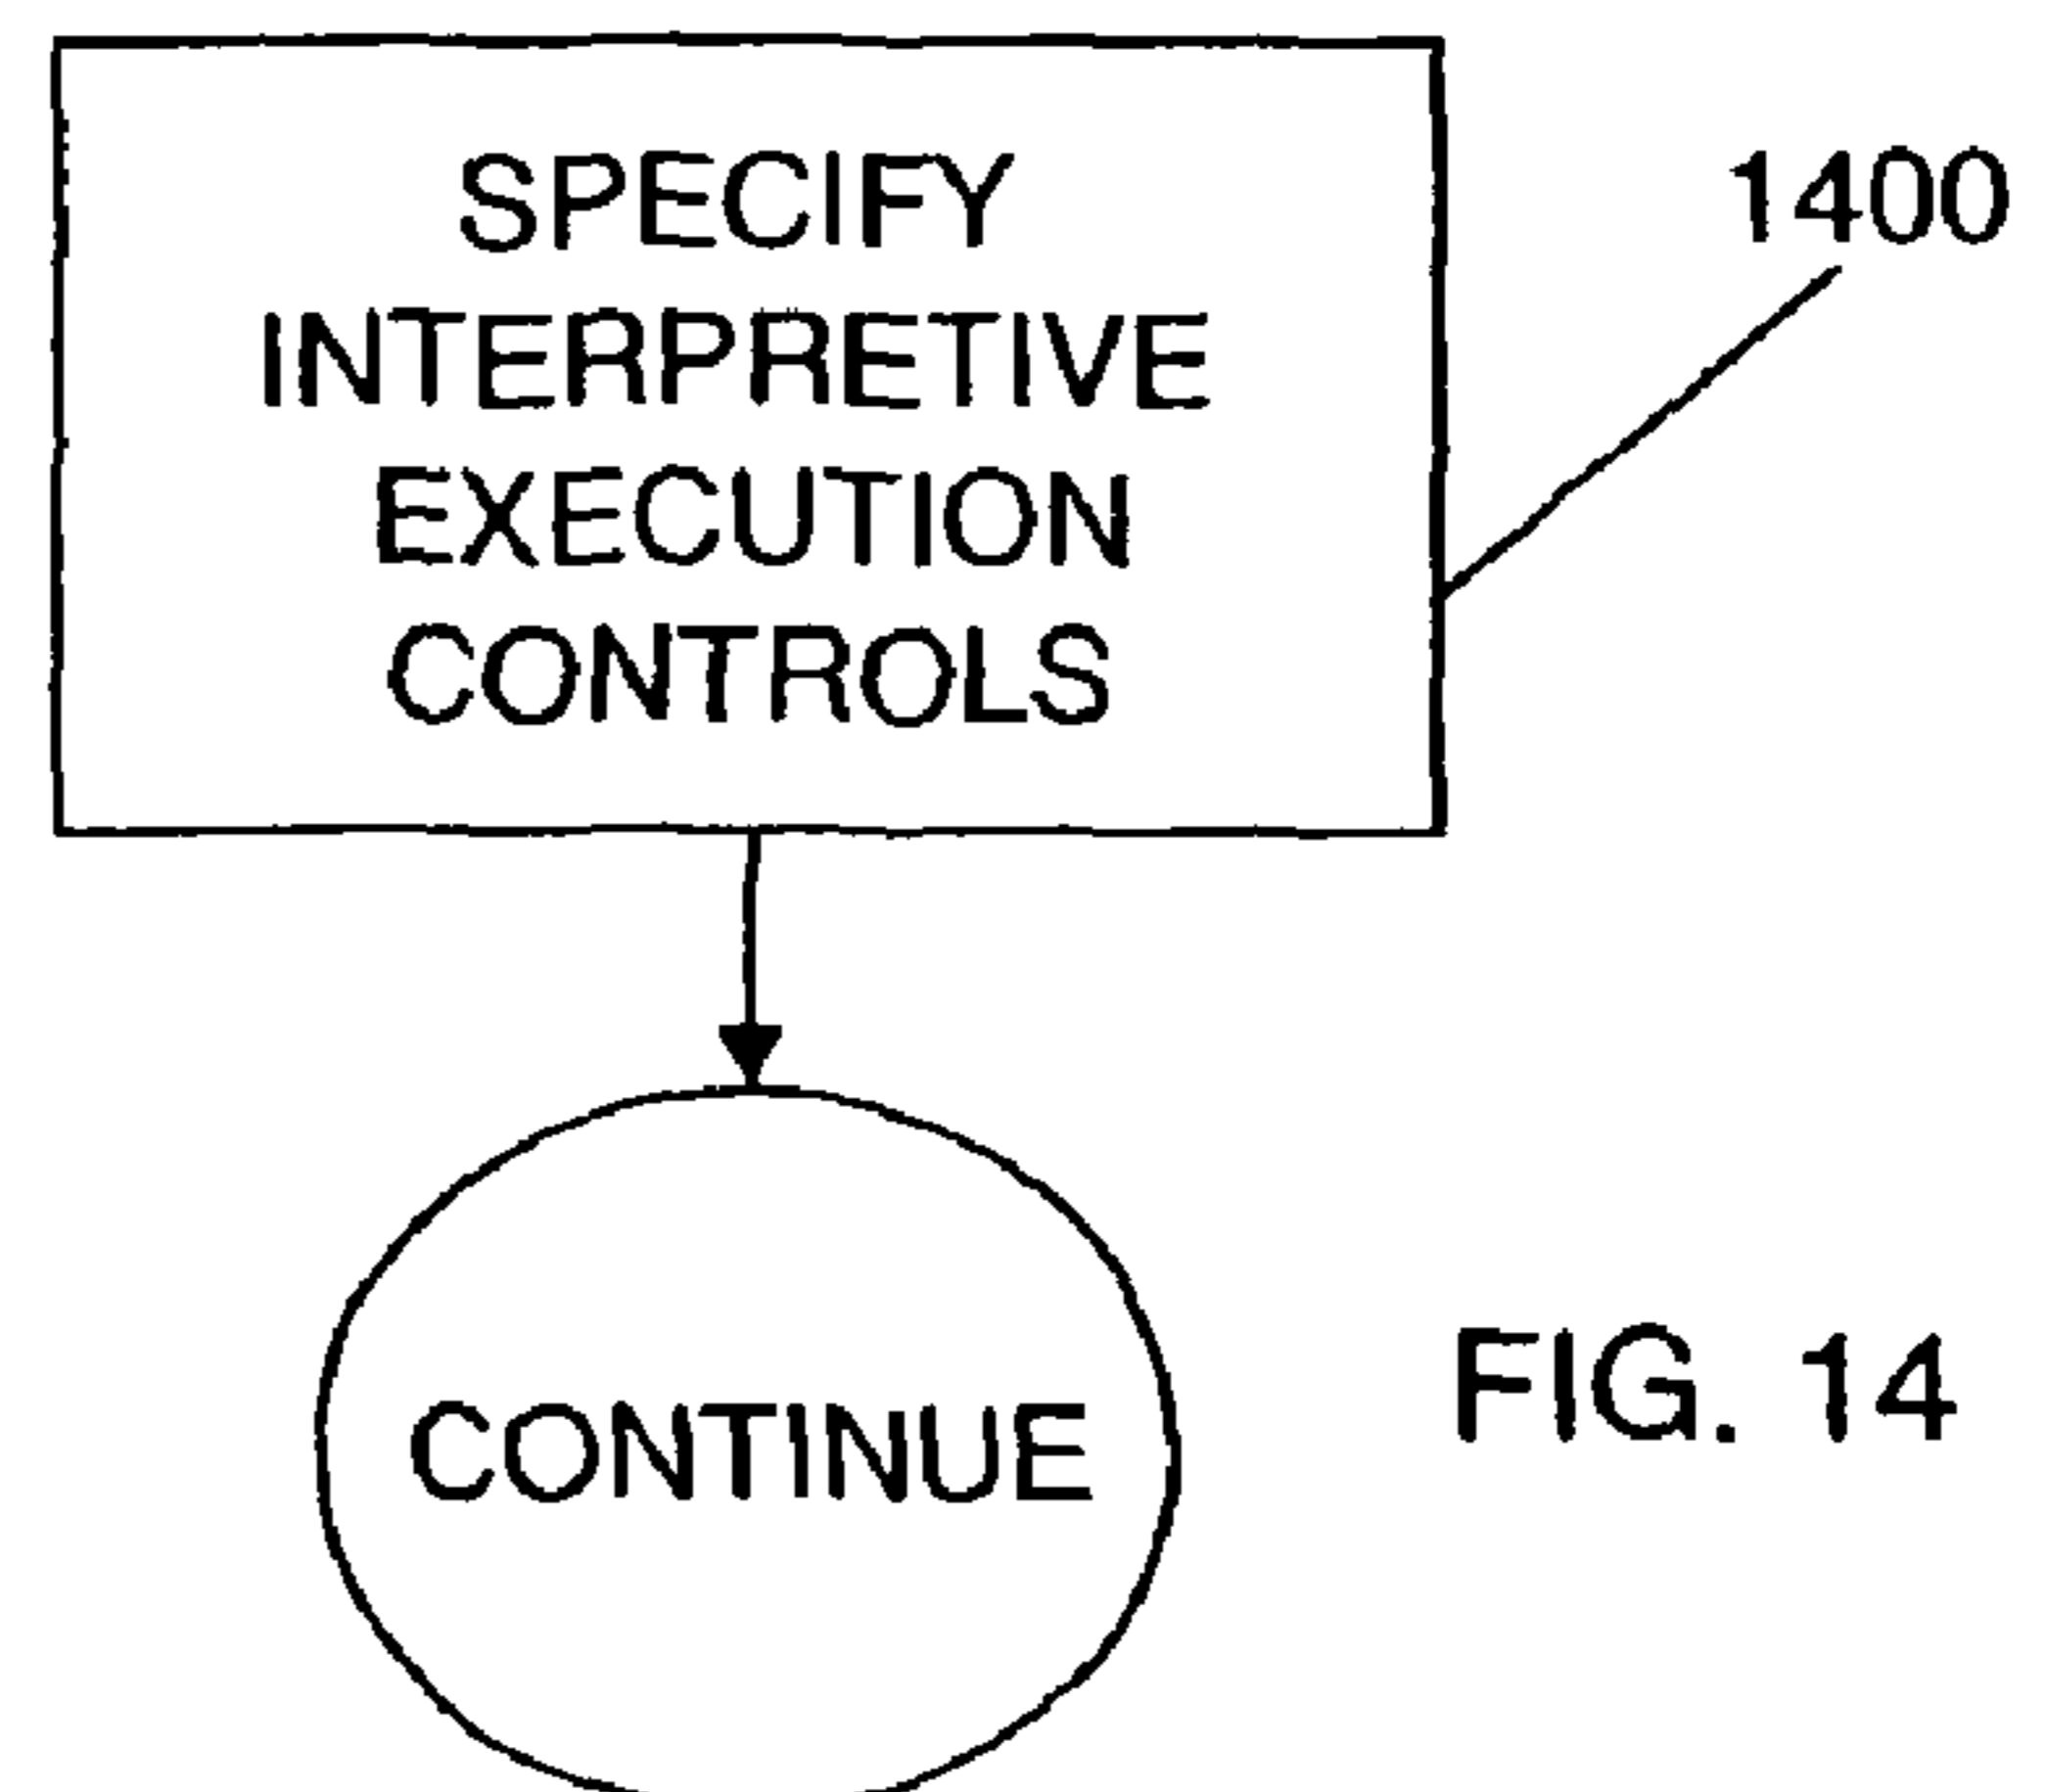 SPECIFY
INTERPRETIVE
EXECUTION
CONTROLS
1400
CONTINUE
FIG. 14